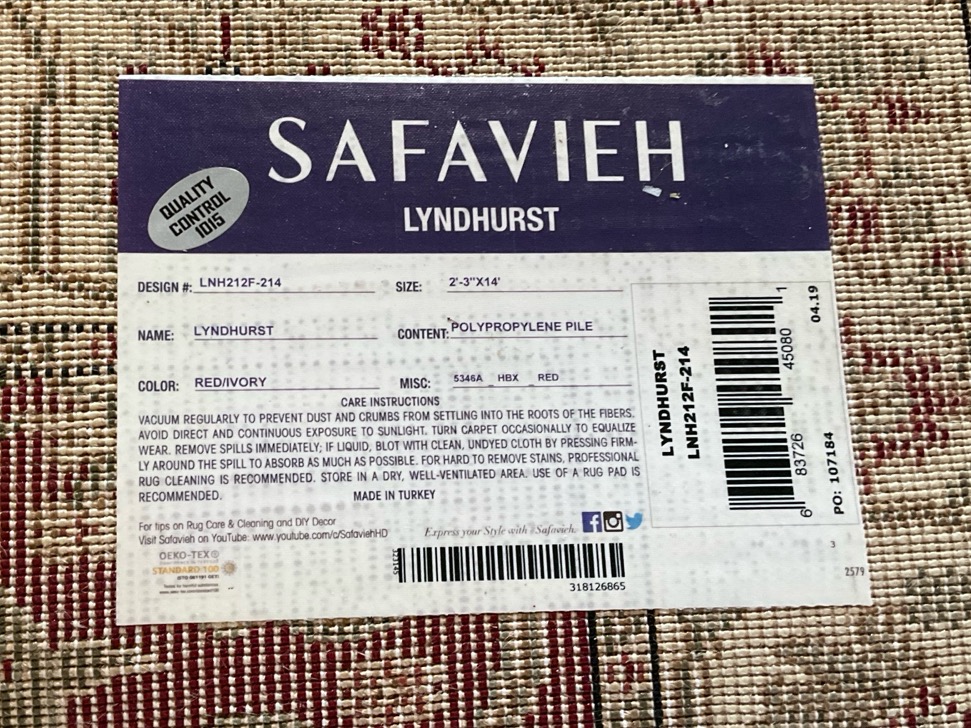 SAFAVIEH
LYNDHURST
QUALITY
CONTROL
1015
DESIGN #: LNH212F-214
SIZE: 2'-3"X14'
NAME: LYNDHURST
CONTENT: POLYPROPYLENE PILE
COLOR: RED/IVORY
MISC: 5346A HBX RED
CARE INSTRUCTIONS
VACUUM REGULARLY TO PREVENT DUST AND CRUMBS FROM SETTLING INTO THE ROOTS OF THE FIBERS.
AVOID DIRECT AND CONTINUOUS EXPOSURE TO SUNLIGHT. TURN CARPET OCCASIONALLY TO EQUALIZE
WEAR. REMOVE SPILLS IMMEDIATELY; IF LIQUID, BLOT WITH CLEAN, UNDYED CLOTH BY PRESSING FIRM-
LY AROUND THE SPILL TO ABSORB AS MUCH AS POSSIBLE. FOR HARD TO REMOVE STAINS, PROFESSIONAL
RUG CLEANING IS RECOMMENDED. STORE IN A DRY, WELL-VENTILATED AREA. USE OF A RUG PAD IS
RECOMMENDED.
MADE IN TURKEY
For tips on Rug Care & Cleaning and DIY Decor
Visit Safavieh on YouTube: www.youtube.com/c/SafaviehHD
Express your Style with #Safavieh.
OEKO-TEX®
STANDARD 100
318126865
LYNDHURST
LNH212F-214
6 83726 45080 1
04.19
PO: 107184
3
2579